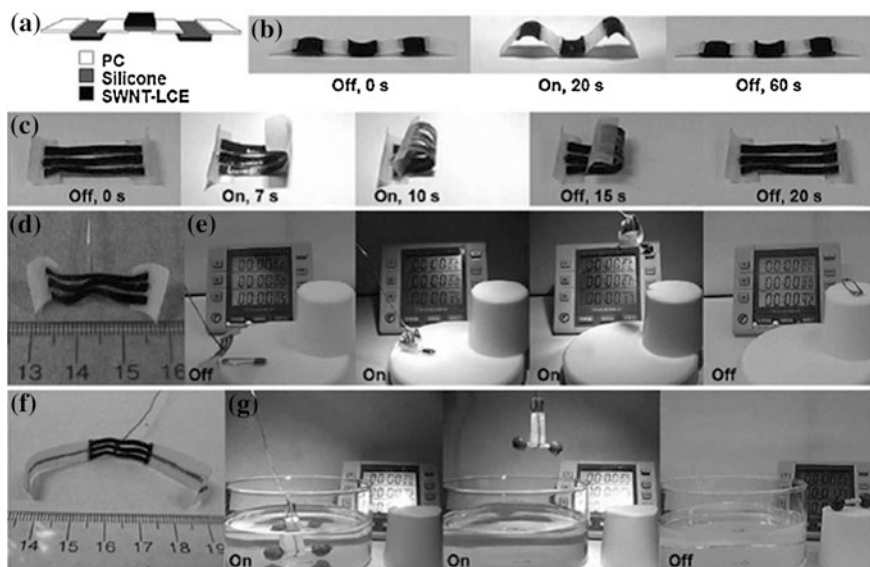 (a)
PC
Silicone
SWNT-LCE
(b)
Off, 0 s
On, 20 s
Off, 60 s
(c)
Off, 0 s
On, 7 s
On, 10 s
Off, 15 s
Off, 20 s
(d)
13 14 15 16
(e)
Off
On
On
Off
(f)
14 15 16 17 18 19
(g)
On
On
Off